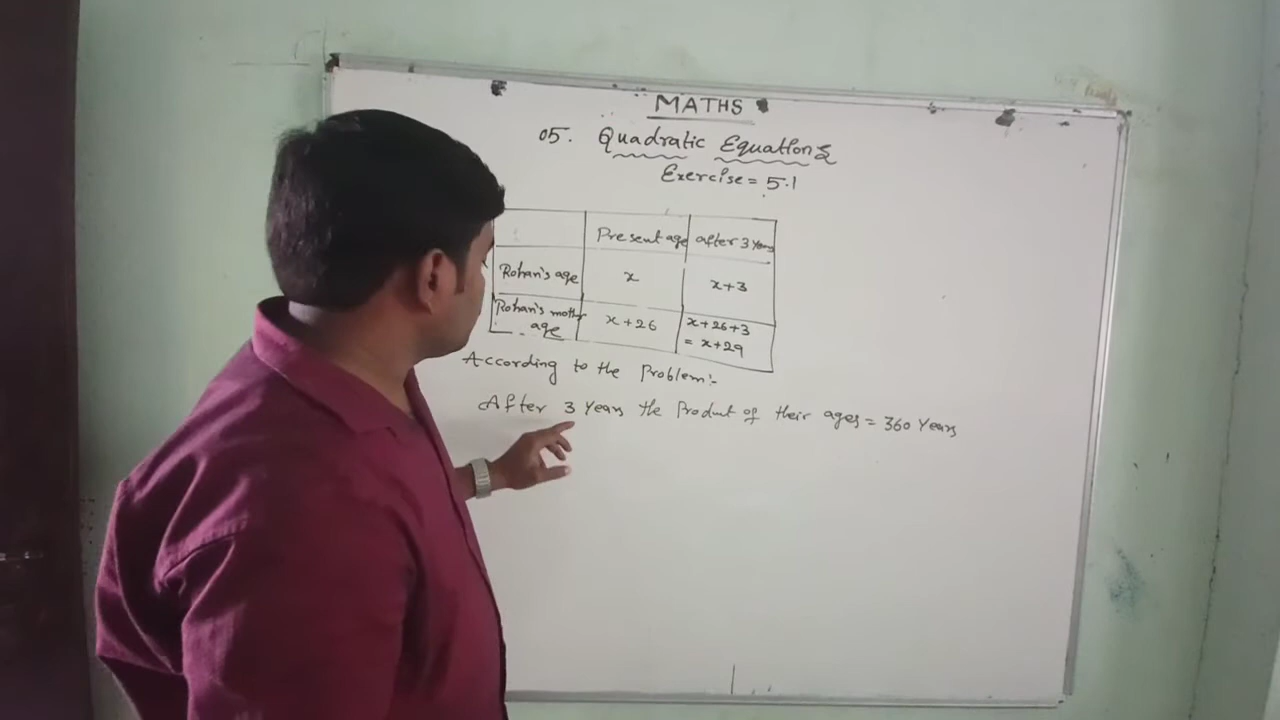 MATHS
05. Quadratic Equations
Exercise = 5.1
Present age after 3 Years
Rohan's age x x+3
Rohan's mother age x+26 x+26+3 = x+29
According to the Problem:-
After 3 Years the Product of their ages = 360 Years